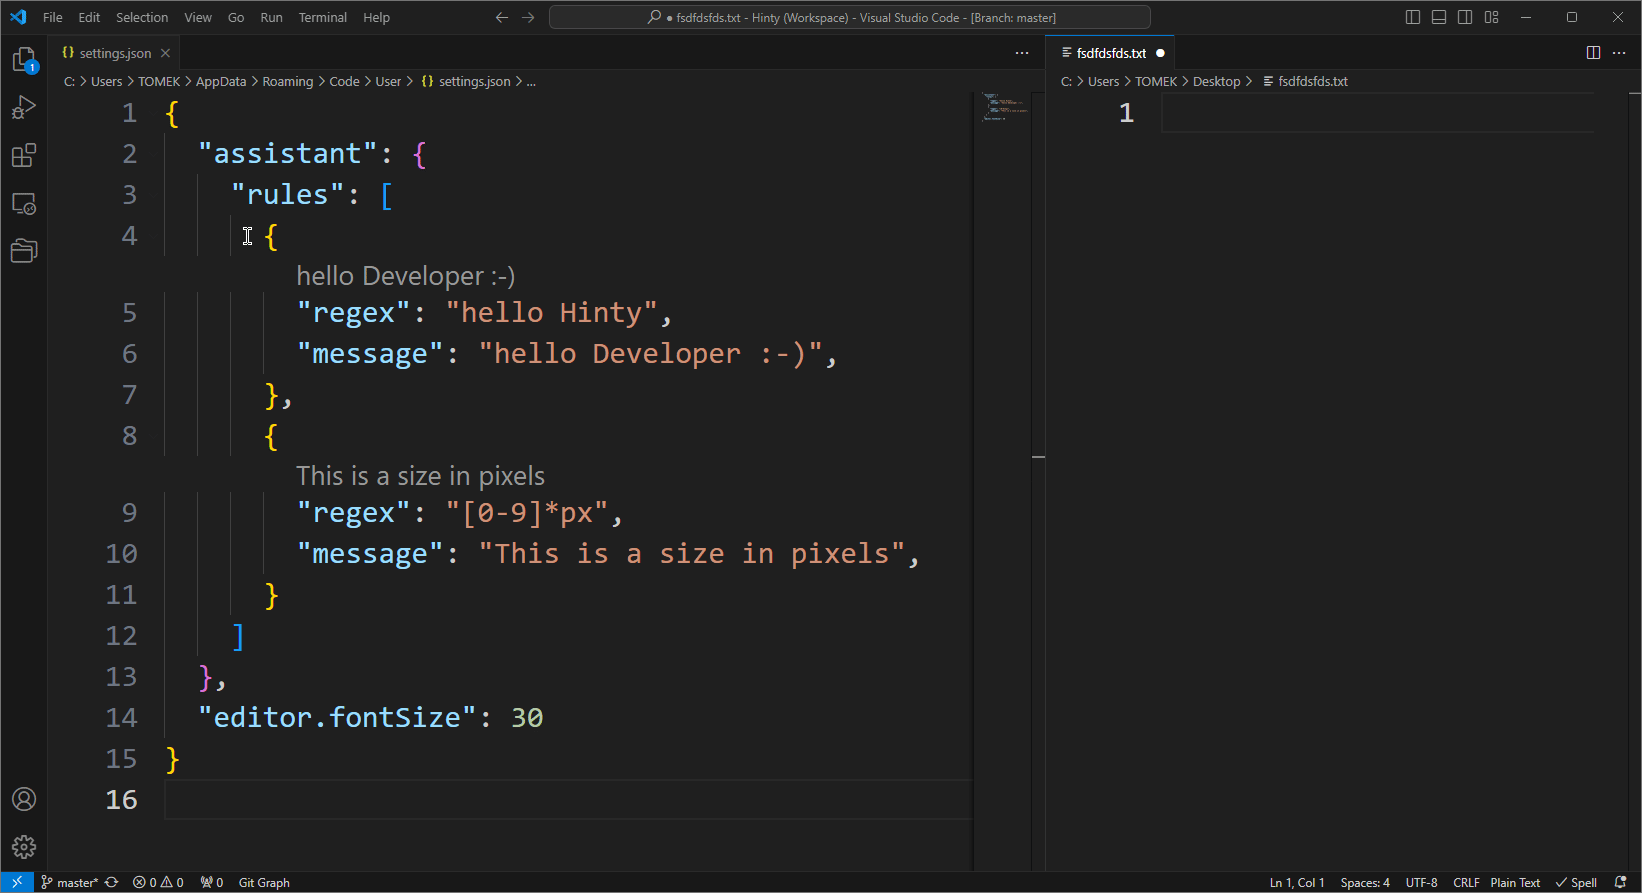 File Edit Selection View Go Run Terminal Help
● fsdfdsfds.txt - Hinty (Workspace) - Visual Studio Code - [Branch: master]
settings.json
C: > Users > TOMEK > AppData > Roaming > Code > User > {} settings.json > ...
1 {
2 "assistant": {
3 "rules": [
4 {
hello Developer :-)
5 "regex": "hello Hinty",
6 "message": "hello Developer :-)",
7 },
8 {
This is a size in pixels
9 "regex": "[0-9]*px",
10 "message": "This is a size in pixels",
11 }
12 ]
13 },
14 "editor.fontSize": 30
15 }
16
fsdfdsfds.txt ●
C: > Users > TOMEK > Desktop > fsdfdsfds.txt
1
1
master* 0 0 0 Git Graph
Ln 1, Col 1 Spaces: 4 UTF-8 CRLF Plain Text Spell